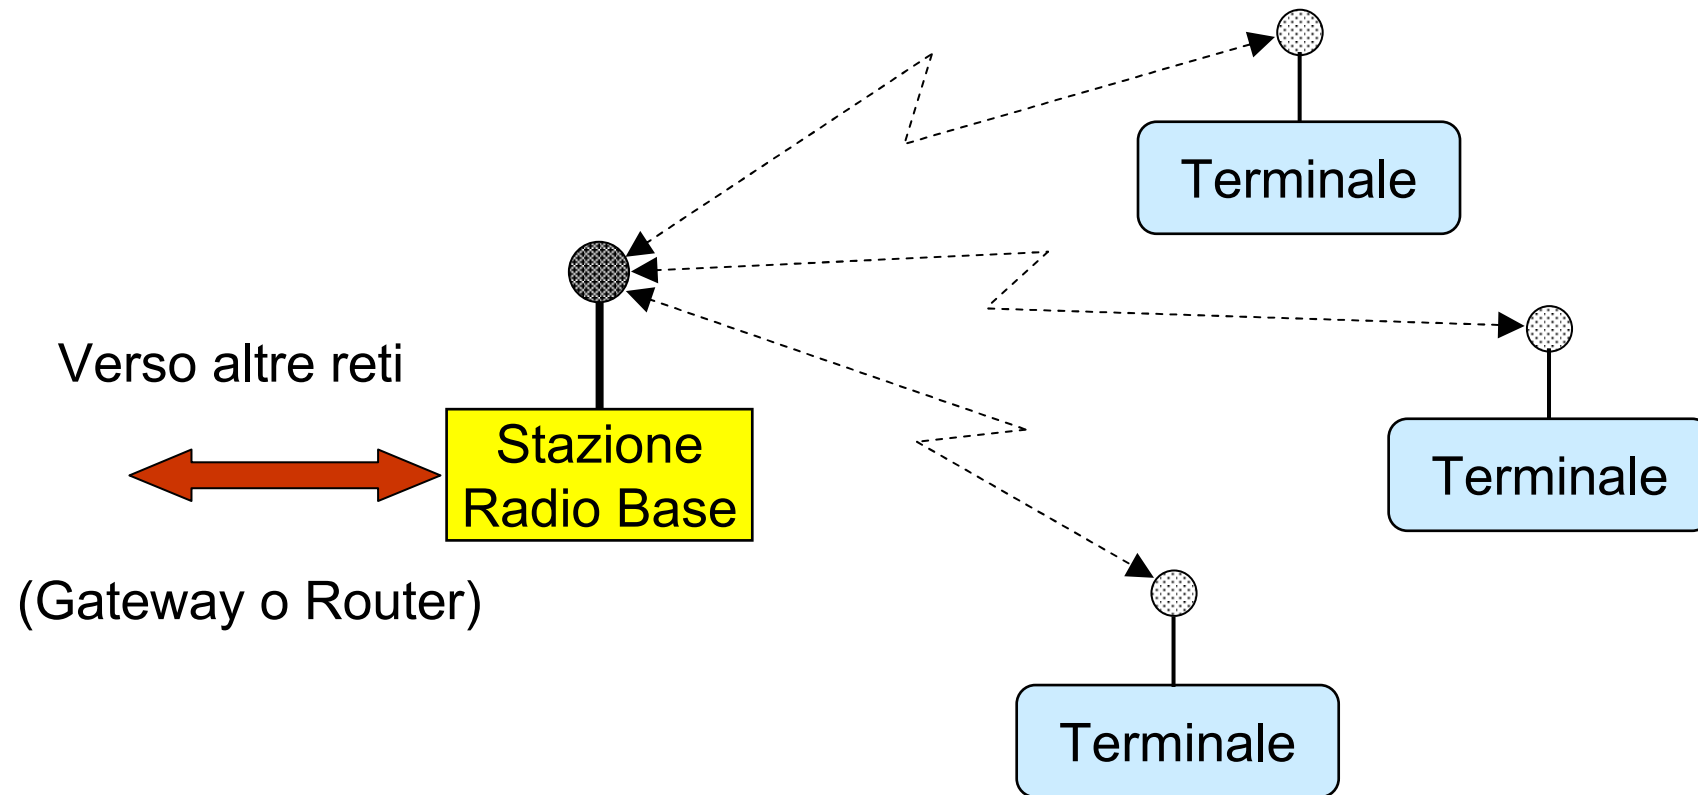 Terminale
Verso altre reti
Stazione
Radio Base
Terminale
(Gateway o Router)
Terminale